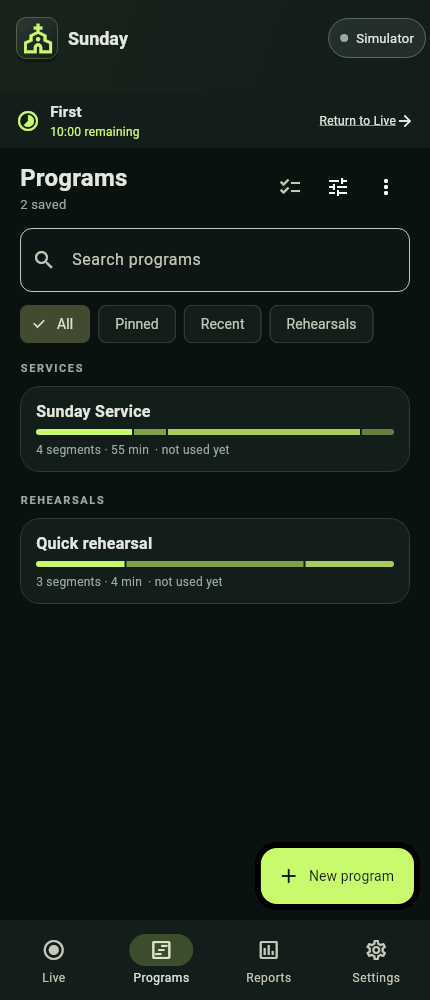 Sunday
Simulator
First
10:00 remaining
Return to Live
Programs
2 saved
Search programs
All
Pinned
Recent
Rehearsals
SERVICES
Sunday Service
4 segments · 55 min · not used yet
REHEARSALS
Quick rehearsal
3 segments · 4 min · not used yet
New program
Live
Programs
Reports
Settings